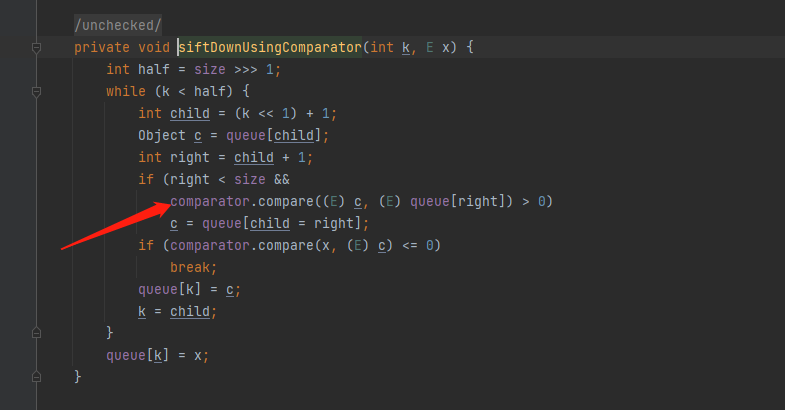 /unchecked/
private void siftDownUsingComparator(int k, E x) {
int half = size >>> 1;
while (k < half) {
int child = (k << 1) + 1;
Object c = queue[child];
int right = child + 1;
if (right < size &&
comparator.compare((E) c, (E) queue[right]) > 0)
c = queue[child = right];
if (comparator.compare(x, (E) c) <= 0)
break;
queue[k] = c;
k = child;
}
queue[k] = x;
}